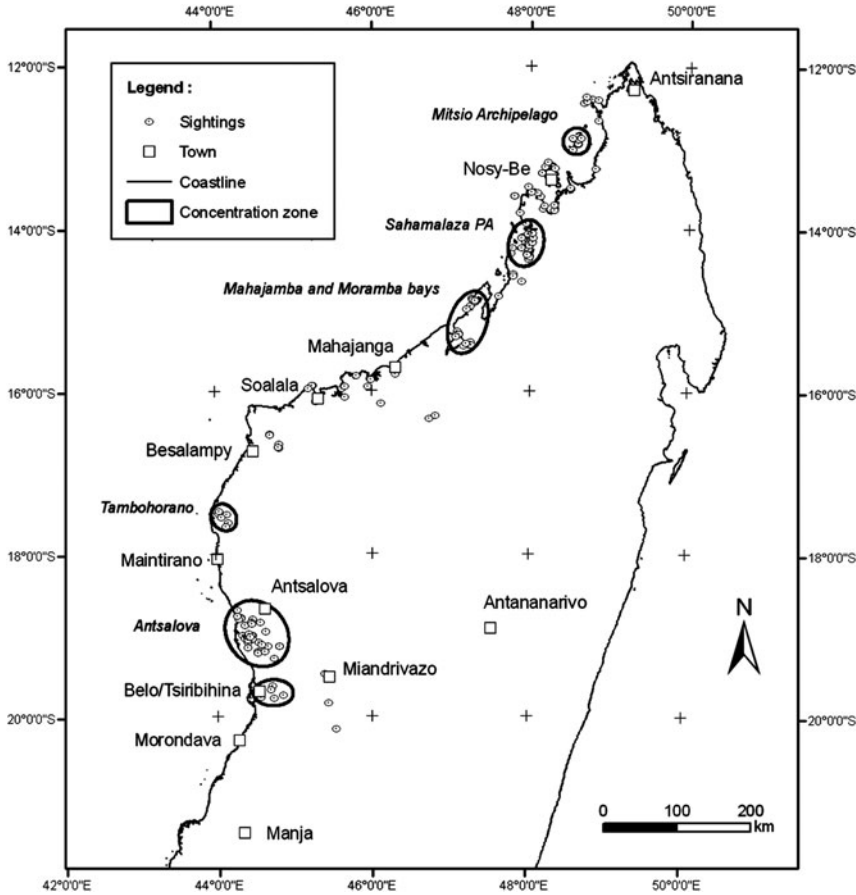 44°0'0"E 46°0'0"E 48°0'0"E 50°0'0"E
12°0'0"S 12°0'0"S
Legend :
Sightings
Town
Coastline
Concentration zone
Antsiranana
Mitsio Archipelago
Nosy-Be
Sahamalaza PA
14°0'0"S 14°0'0"S
Mahajamba and Moramba bays
Mahajanga
Soalala
16°0'0"S 16°0'0"S
Besalampy
Tambohorano
18°0'0"S 18°0'0"S
Maintirano
Antsalova
Antananarivo
Antsalova
N
Miandrivazo
Belo/Tsiribihina
20°0'0"S 20°0'0"S
Morondava
0 100 200
km
Manja
42°0'0"E 44°0'0"E 46°0'0"E 48°0'0"E 50°0'0"E